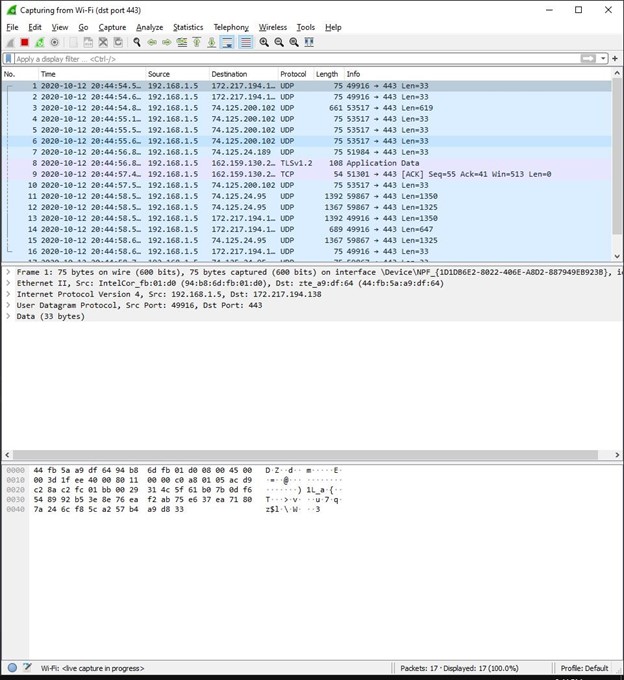 Capturing from Wi-Fi (dst port 443)
File Edit View Go Capture Analyze Statistics Telephony Wireless Tools Help
Apply a display filter ... <Ctrl-/>
No. Time Source Destination Protocol Length Info
1 2020-10-12 20:44:54.5… 192.168.1.5 172.217.194.1… UDP 75 49916 → 443 Len=33
2 2020-10-12 20:44:54.6… 192.168.1.5 172.217.194.1… UDP 75 49916 → 443 Len=33
3 2020-10-12 20:44:54.8… 192.168.1.5 74.125.200.102 UDP 661 53517 → 443 Len=619
4 2020-10-12 20:44:55.1… 192.168.1.5 74.125.200.102 UDP 75 53517 → 443 Len=33
5 2020-10-12 20:44:55.5… 192.168.1.5 74.125.200.102 UDP 75 53517 → 443 Len=33
6 2020-10-12 20:44:55.6… 192.168.1.5 74.125.200.102 UDP 75 53517 → 443 Len=33
7 2020-10-12 20:44:56.8… 192.168.1.5 74.125.24.189 UDP 75 51984 → 443 Len=33
8 2020-10-12 20:44:56.8… 192.168.1.5 162.159.130.2… TLSv1.2 108 Application Data
9 2020-10-12 20:44:57.4… 192.168.1.5 162.159.130.2… TCP 54 51301 → 443 [ACK] Seq=55 Ack=41 Win=513 Len=0
10 2020-10-12 20:44:57.5… 192.168.1.5 74.125.200.102 UDP 75 53517 → 443 Len=33
11 2020-10-12 20:44:58.5… 192.168.1.5 74.125.24.95 UDP 1392 59867 → 443 Len=1350
12 2020-10-12 20:44:58.5… 192.168.1.5 74.125.24.95 UDP 1367 59867 → 443 Len=1325
13 2020-10-12 20:44:58.5… 192.168.1.5 172.217.194.1… UDP 1392 49916 → 443 Len=1350
14 2020-10-12 20:44:58.5… 192.168.1.5 172.217.194.1… UDP 689 49916 → 443 Len=647
15 2020-10-12 20:44:58.6… 192.168.1.5 74.125.24.95 UDP 1367 59867 → 443 Len=1325
16 2020-10-12 20:44:58.6… 192.168.1.5 172.217.194.1… UDP 75 49916 → 443 Len=33
Frame 1: 75 bytes on wire (600 bits), 75 bytes captured (600 bits) on interface \Device\NPF_{1D1DB6E2-8022-406E-A8D2-887949EB923B}, i
Ethernet II, Src: IntelCor_fb:01:d0 (94:b8:6d:fb:01:d0), Dst: zte_a9:df:64 (44:fb:5a:a9:df:64)
Internet Protocol Version 4, Src: 192.168.1.5, Dst: 172.217.194.138
User Datagram Protocol, Src Port: 49916, Dst Port: 443
Data (33 bytes)
0000 44 fb 5a a9 df 64 94 b8 6d fb 01 d0 08 00 45 00 D·Z··d·· m·····E·
0010 00 3d 1f ee 40 00 80 11 00 00 c0 a8 01 05 ac d9 ·=··@··· ········
0020 c2 8a c2 fc 01 bb 00 29 31 4c 5f 61 b0 7b 0d f6 ·······) 1L_a·{··
0030 54 89 92 b5 3e 8e 76 ea f2 ab 75 e6 37 ea 71 80 T···>·v· ··u·7·q·
0040 7a 24 6c f8 5c a2 57 b4 a9 d8 33 z$l·\·W· ··3
Wi-Fi: <live capture in progress> Packets: 17 · Displayed: 17 (100.0%) Profile: Default